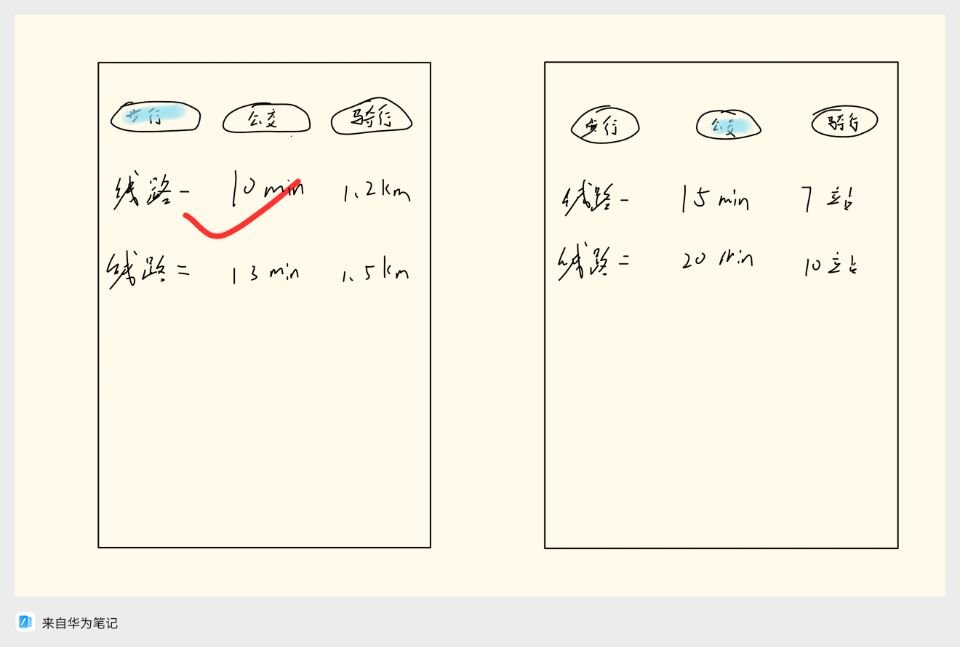 步行 公交 骑行
线路一 10 min 1.2km
线路二 13 min 1.5km
步行 公交 骑行
线路一 15 min 7站
线路二 20 min 10站
来自华为笔记